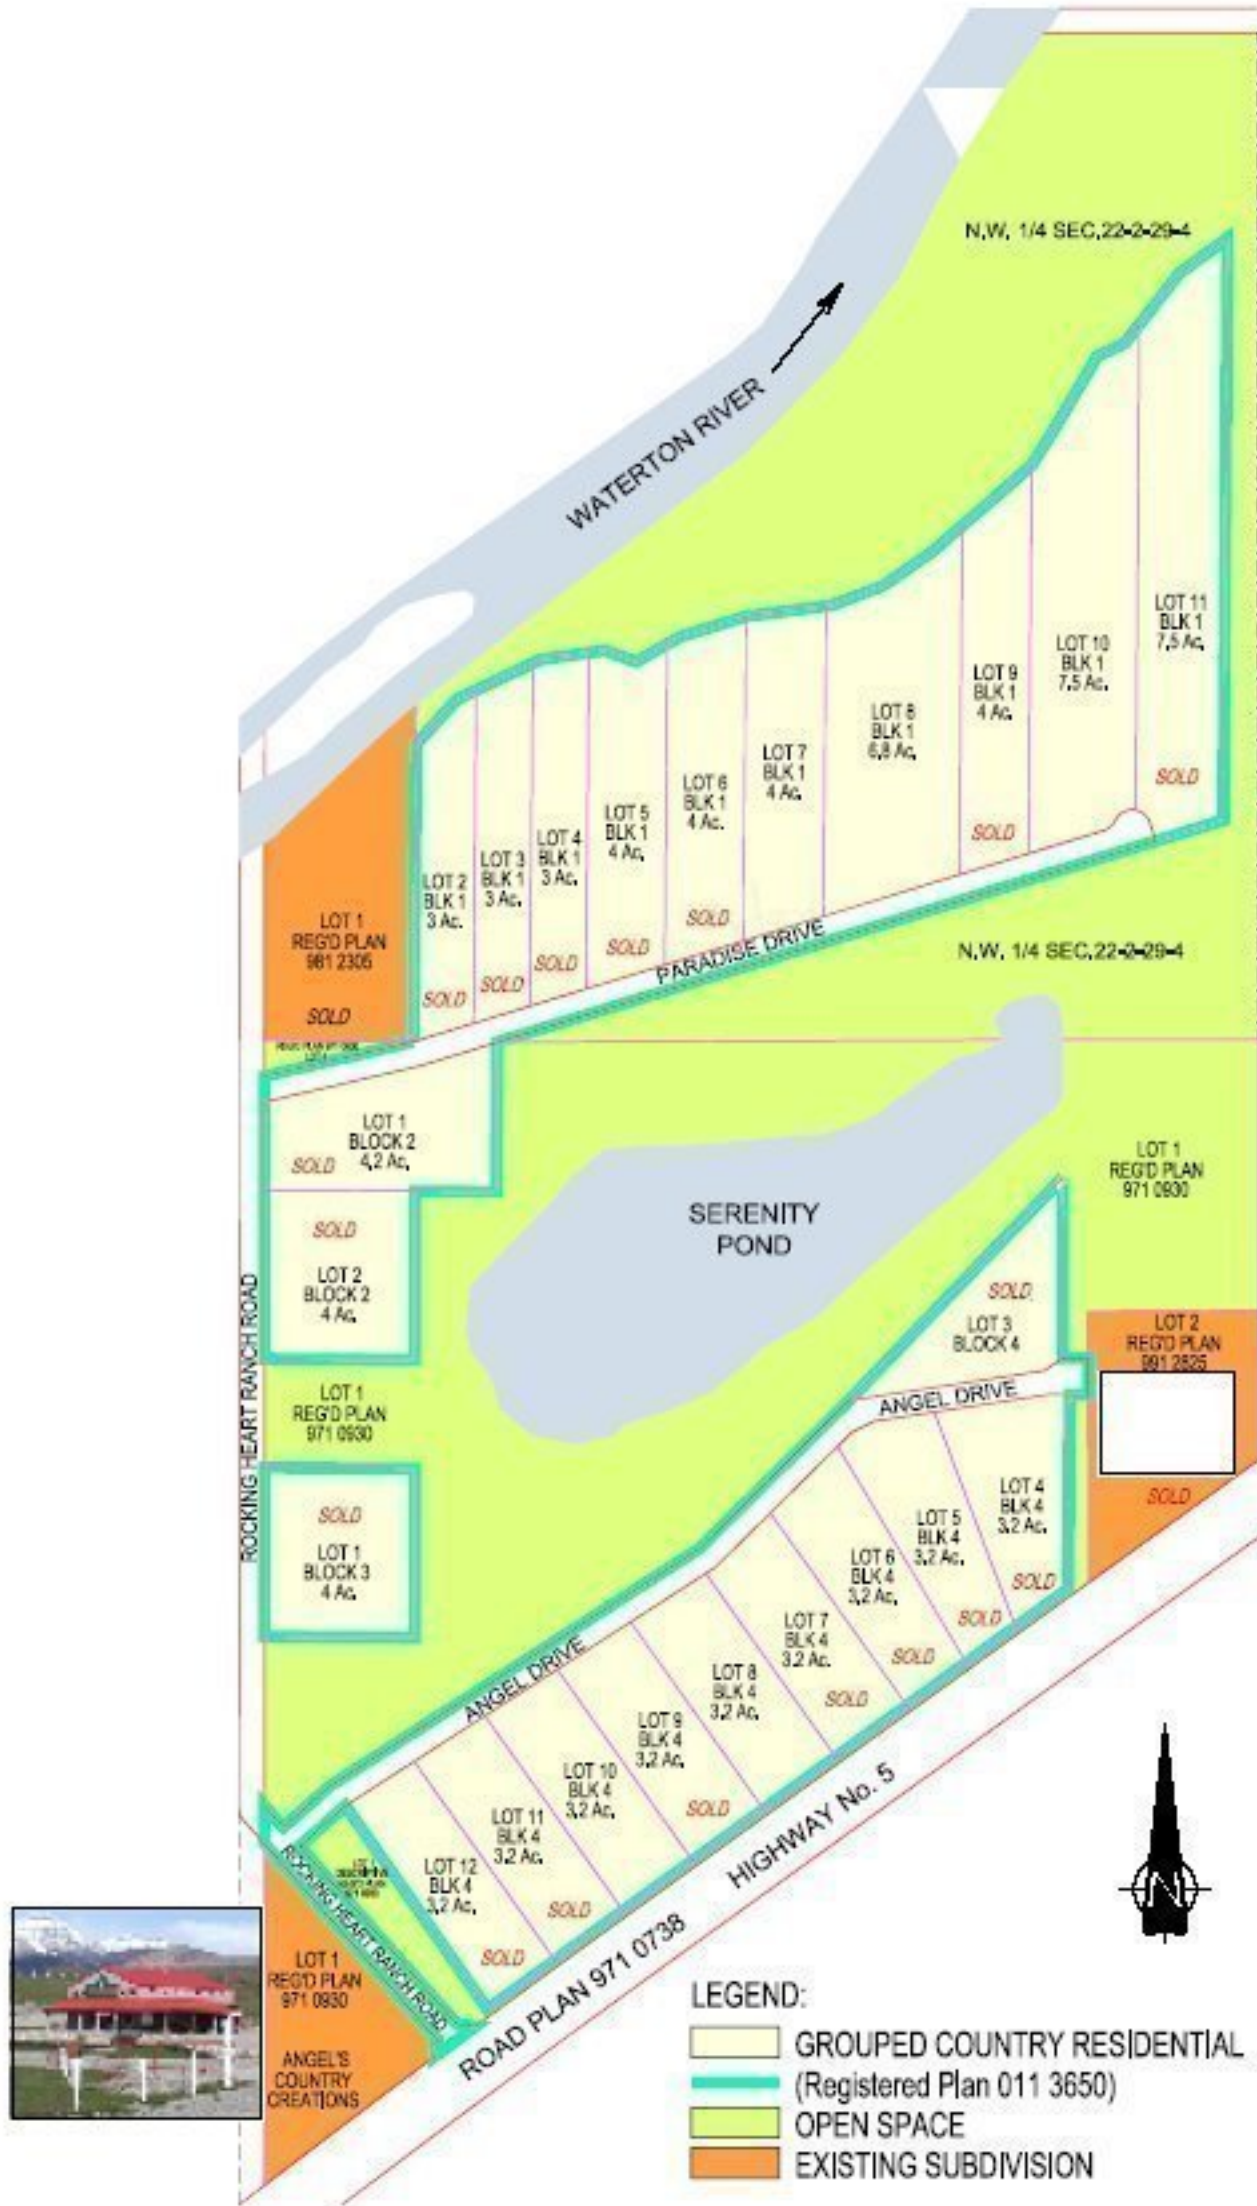 N.W. 1/4 SEC.22-2-29-4
WATERTON RIVER
LOT 11
BLK 1
7.5 Ac.
SOLD
LOT 10
BLK 1
7.5 Ac.
LOT 9
BLK 1
4 Ac.
SOLD
LOT 8
BLK 1
6.8 Ac.
LOT 7
BLK 1
4 Ac.
LOT 6
BLK 1
4 Ac.
SOLD
LOT 5
BLK 1
4 Ac.
SOLD
LOT 4
BLK 1
3 Ac.
SOLD
LOT 3
BLK 1
3 Ac.
SOLD
LOT 2
BLK 1
3 Ac.
SOLD
LOT 1
REG'D PLAN
981 2305
SOLD
PARADISE DRIVE
N.W. 1/4 SEC.22-2-29-4
LOT 1
BLOCK 2
4.2 Ac.
SOLD
SOLD
LOT 2
BLOCK 2
4 Ac.
SERENITY
POND
LOT 1
REG'D PLAN
971 0930
ROCKING HEART RANCH ROAD
LOT 1
REG'D PLAN
971 0930
SOLD
LOT 3
BLOCK 4
ANGEL DRIVE
LOT 2
REG'D PLAN
991 2825
SOLD
SOLD
LOT 1
BLOCK 3
4 Ac.
LOT 4
BLK 4
3.2 Ac.
SOLD
LOT 5
BLK 4
3.2 Ac.
SOLD
LOT 6
BLK 4
3.2 Ac.
SOLD
LOT 7
BLK 4
3.2 Ac.
SOLD
LOT 8
BLK 4
3.2 Ac.
LOT 9
BLK 4
3.2 Ac.
SOLD
LOT 10
BLK 4
3.2 Ac.
LOT 11
BLK 4
3.2 Ac.
SOLD
LOT 12
BLK 4
3.2 Ac.
SOLD
ANGEL DRIVE
ROCKING HEART RANCH ROAD
LOT 1
REG'D PLAN
971 0930
ANGEL'S
COUNTRY
CREATIONS
HIGHWAY No. 5
ROAD PLAN 971 0738
N
LEGEND:
GROUPED COUNTRY RESIDENTIAL
(Registered Plan 011 3650)
OPEN SPACE
EXISTING SUBDIVISION